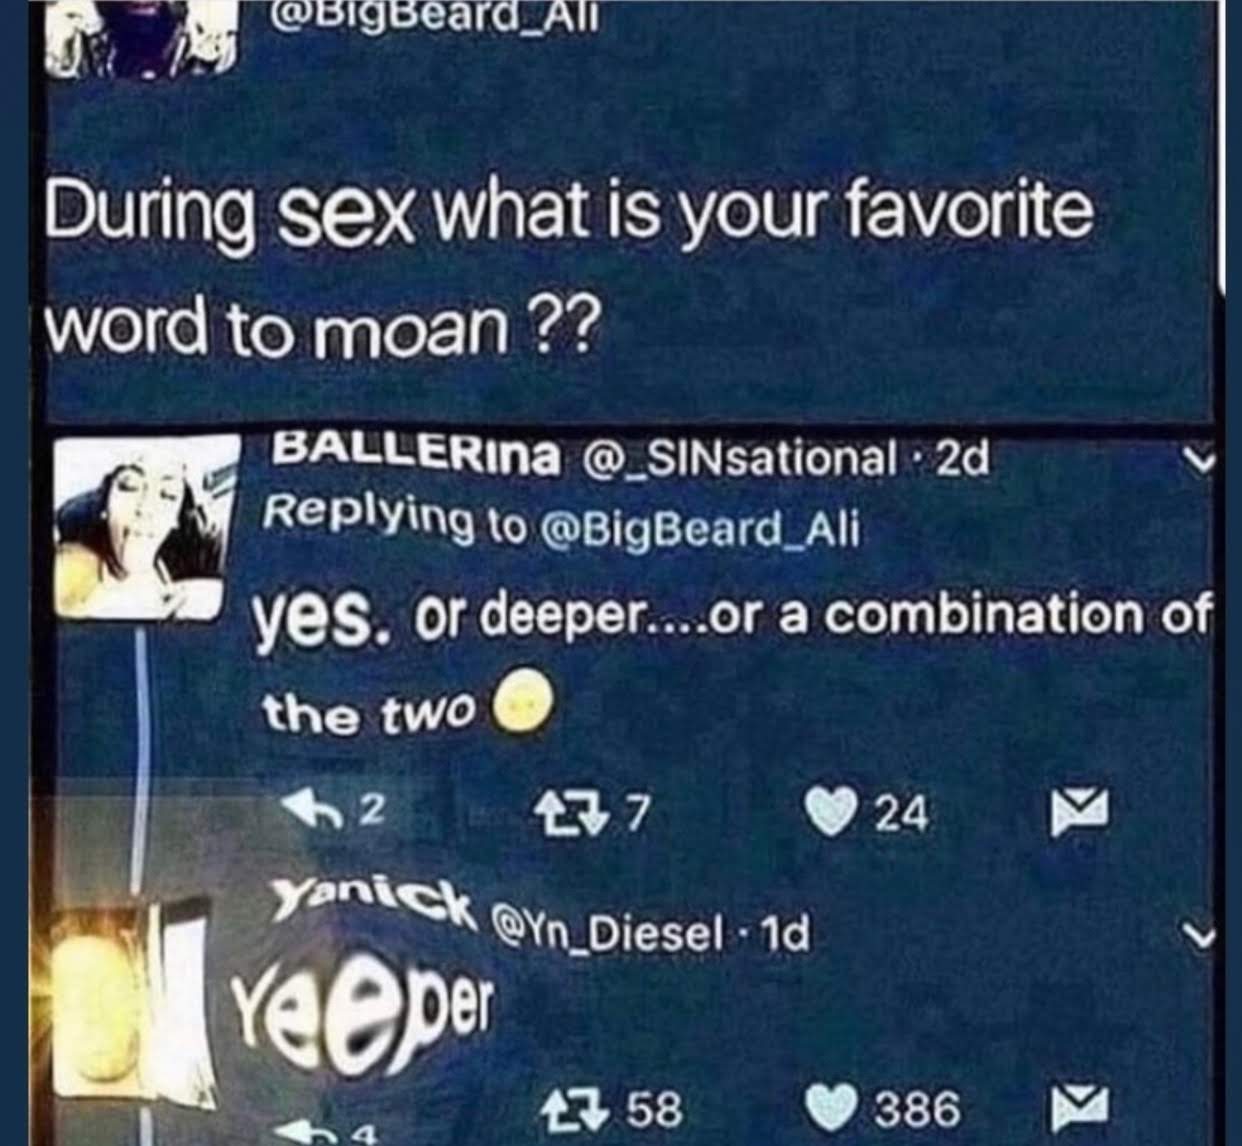 @BigBeard_Ali
During sex what is your favorite
word to moan ??
BALLERina @_SINsational · 2d
Replying to @BigBeard_Ali
yes. or deeper....or a combination of
the two
2 7 24
Yanick @Yn_Diesel · 1d
Yeeper
4 58 386